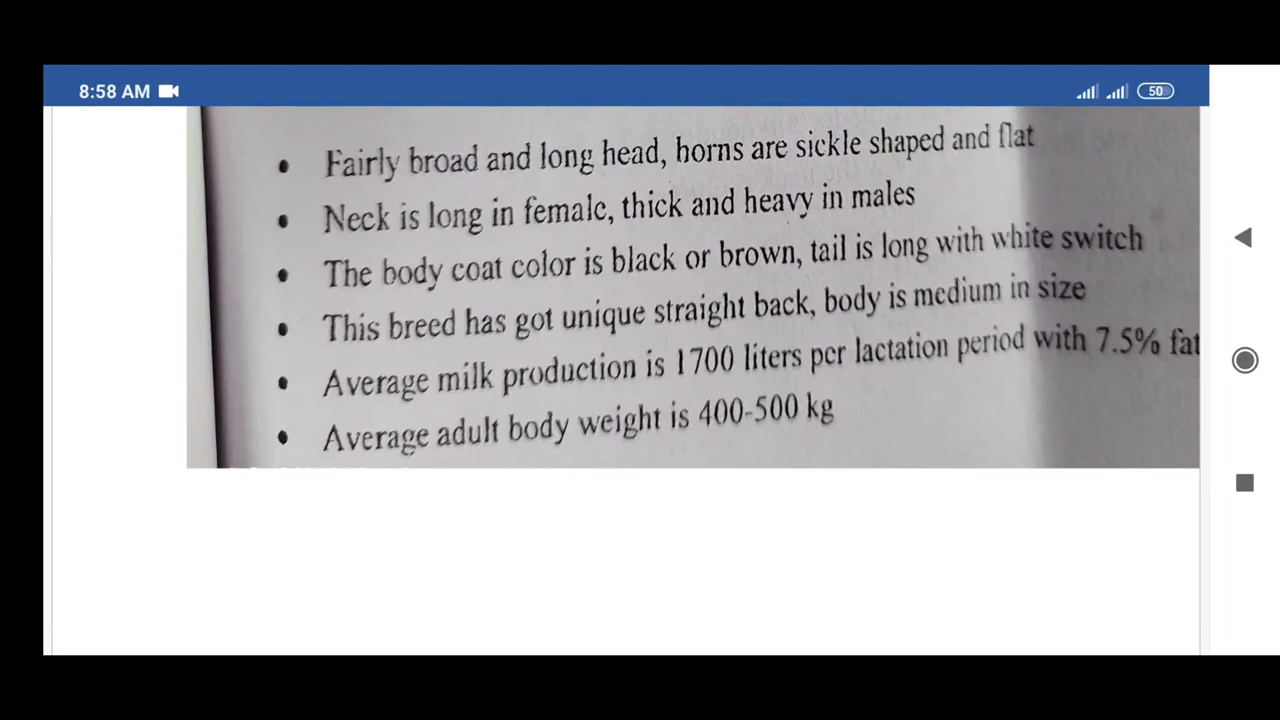 8:58 AM
50
• Fairly broad and long head, horns are sickle shaped and flat
• Neck is long in female, thick and heavy in males
• The body coat color is black or brown, tail is long with white switch
• This breed has got unique straight back, body is medium in size
• Average milk production is 1700 liters per lactation period with 7.5% fat
• Average adult body weight is 400-500 kg